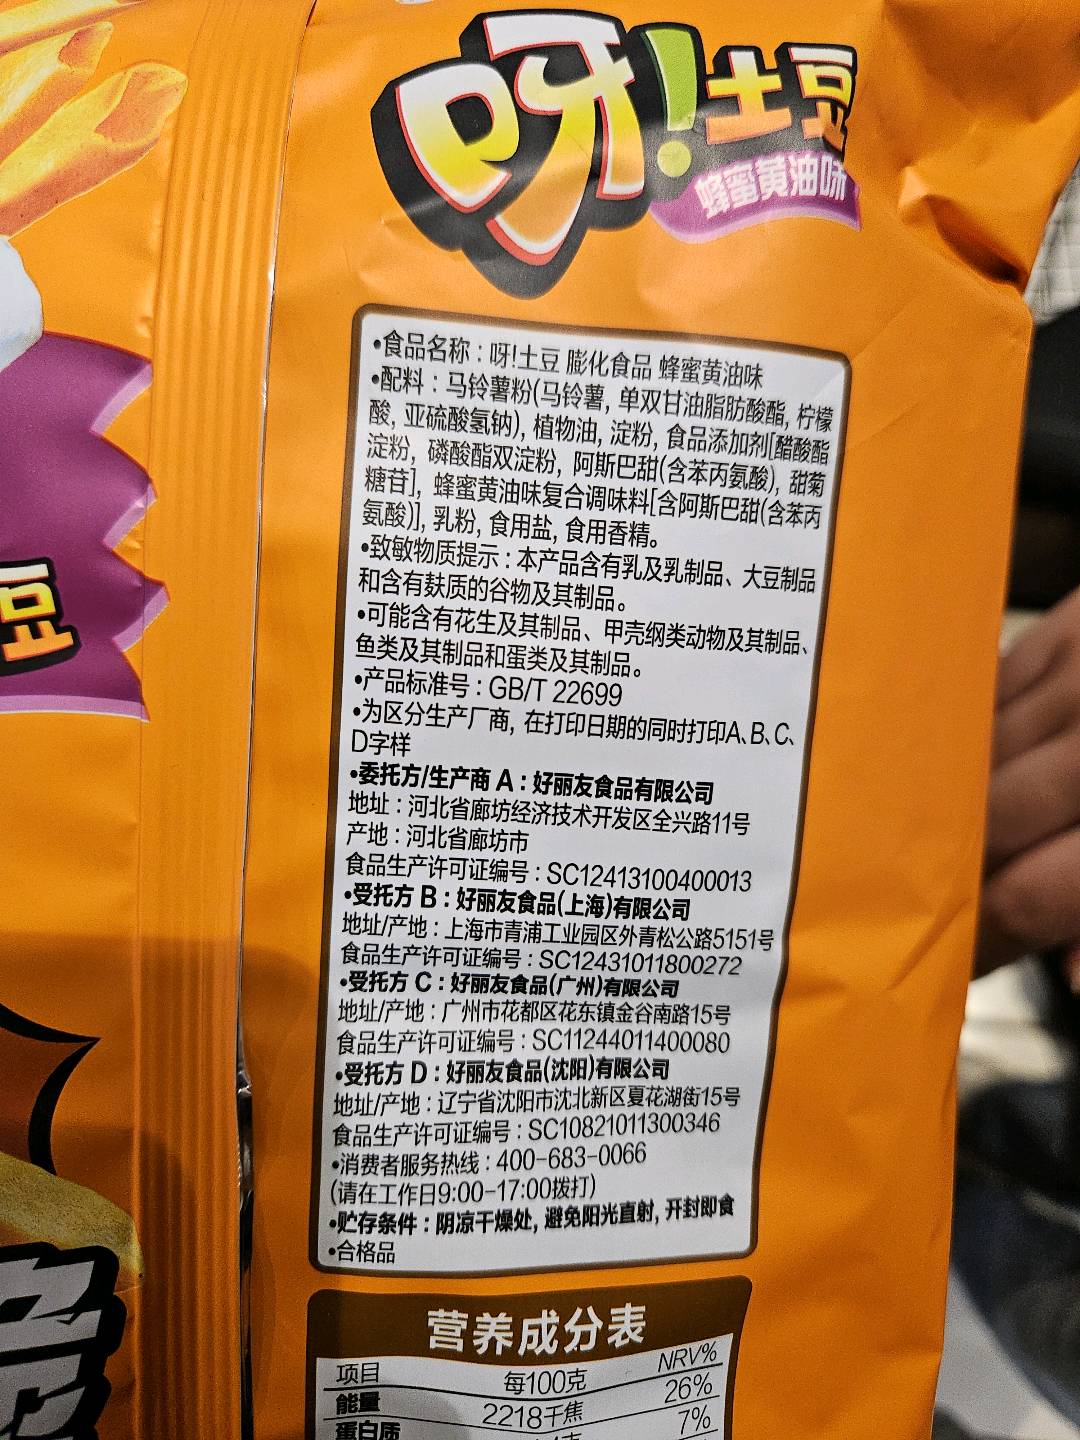 呀!土豆
蜂蜜黄油味
•食品名称：呀!土豆 膨化食品 蜂蜜黄油味
•配料：马铃薯粉(马铃薯, 单双甘油脂肪酸酯, 柠檬
酸, 亚硫酸氢钠), 植物油, 淀粉, 食品添加剂[醋酸酯
淀粉, 磷酸酯双淀粉, 阿斯巴甜(含苯丙氨酸), 甜菊
糖苷], 蜂蜜黄油味复合调味料[含阿斯巴甜(含苯丙
氨酸)], 乳粉, 食用盐, 食用香精。
•致敏物质提示：本产品含有乳及乳制品、大豆制品
和含有麸质的谷物及其制品。
•可能含有花生及其制品、甲壳纲类动物及其制品、
鱼类及其制品和蛋类及其制品。
•产品标准号：GB/T 22699
•为区分生产厂商, 在打印日期的同时打印A、B、C、
D字样
•委托方/生产商 A：好丽友食品有限公司
地址：河北省廊坊经济技术开发区全兴路11号
产地：河北省廊坊市
食品生产许可证编号：SC12413100400013
•受托方 B：好丽友食品(上海)有限公司
地址/产地：上海市青浦工业园区外青松公路5151号
食品生产许可证编号：SC12431011800272
•受托方 C：好丽友食品(广州)有限公司
地址/产地：广州市花都区花东镇金谷南路15号
食品生产许可证编号：SC11244011400080
•受托方 D：好丽友食品(沈阳)有限公司
地址/产地：辽宁省沈阳市沈北新区夏花湖街15号
食品生产许可证编号：SC10821011300346
•消费者服务热线：400-683-0066
(请在工作日9:00-17:00拨打)
•贮存条件：阴凉干燥处, 避免阳光直射, 开封即食
•合格品
豆
营养成分表
项目 每100克 NRV%
能量 2218千焦 26%
蛋白质 7%